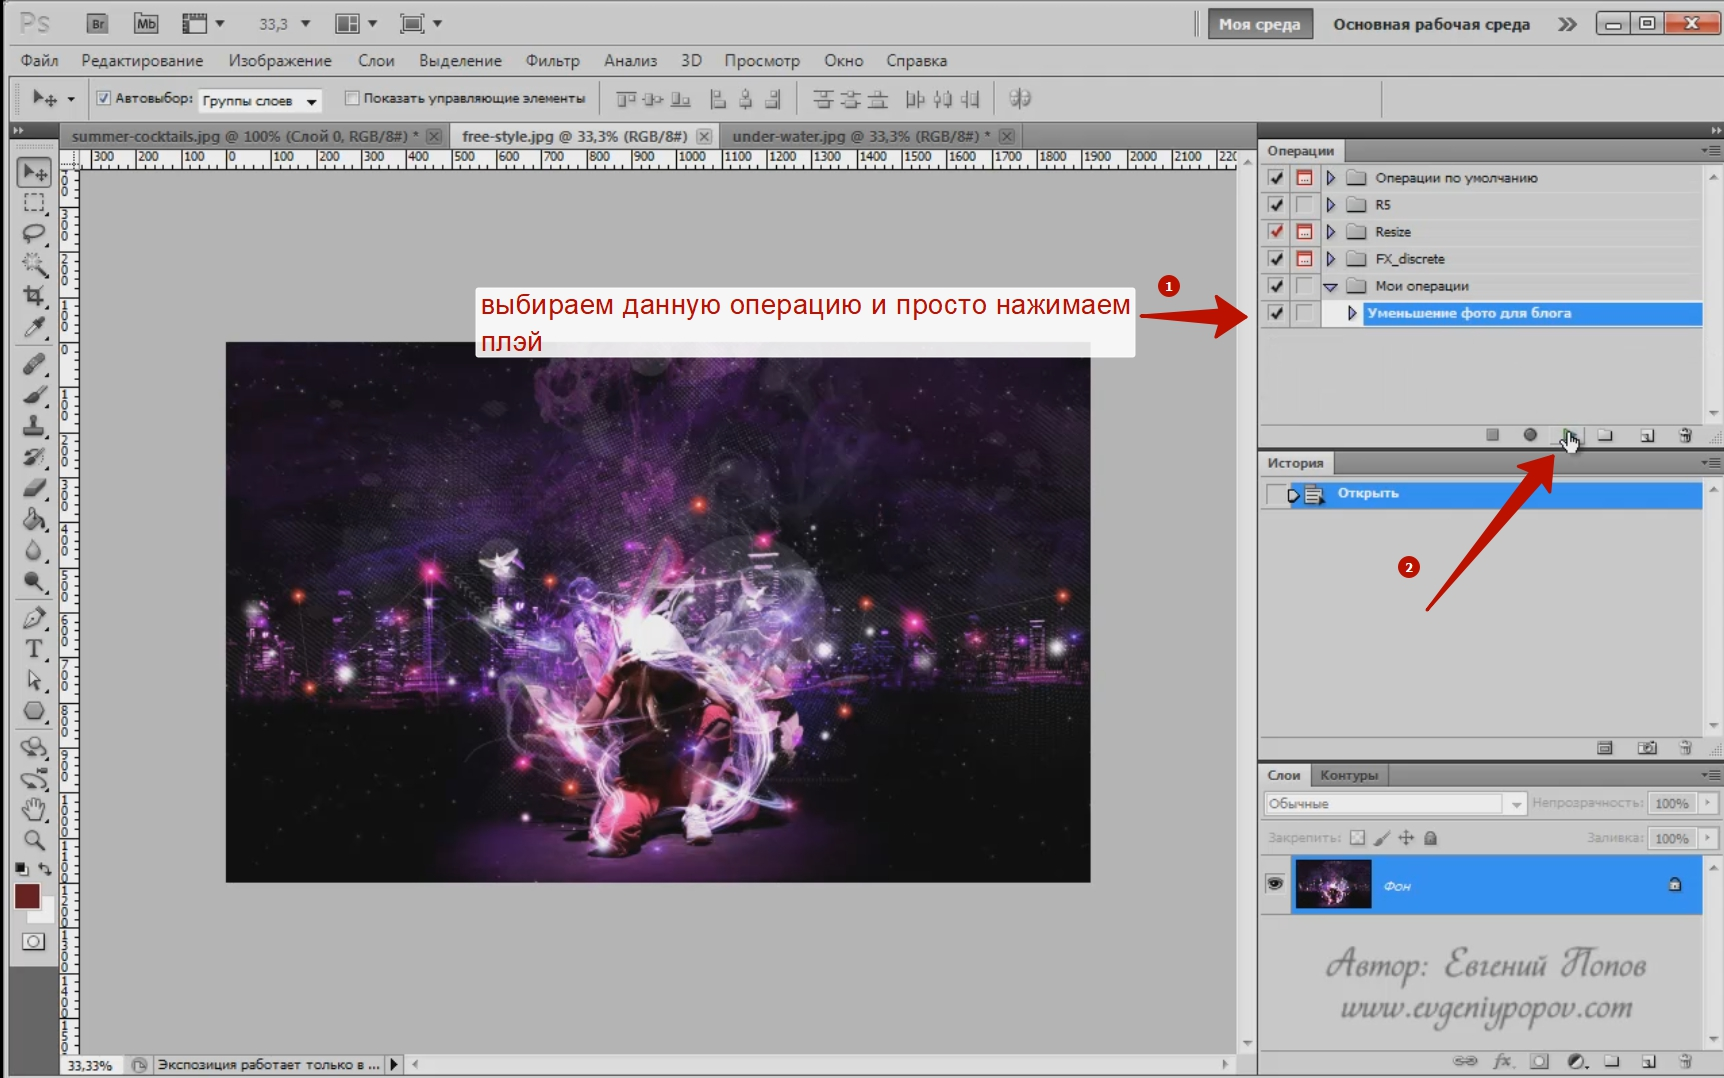 Ps Br Mb 33,3 Моя среда Основная рабочая среда
Файл Редактирование Изображение Слои Выделение Фильтр Анализ 3D Просмотр Окно Справка
Автовыбор: Группы слоев Показать управляющие элементы
summer-cocktails.jpg @ 100% (Слой 0, RGB/8#) * free-style.jpg @ 33,3% (RGB/8#) under-water.jpg @ 33,3% (RGB/8#) *
300 200 100 0 100 200 300 400 500 600 700 800 900 1000 1100 1200 1300 1400 1500 1600 1700 1800 1900 2000 2100 220
Операции
Операции по умолчанию
R5
Resize
FX_discrete
Мои операции
Уменьшение фото для блога
1
выбираем данную операцию и просто нажимаем
плэй
История
Открыть
2
Слои Контуры
Обычные Непрозрачность: 100%
Закрепить: Заливка: 100%
Фон
Автор: Евгений Попов
www.evgeniypopov.com
33,33% Экспозиция работает только в ...
fx